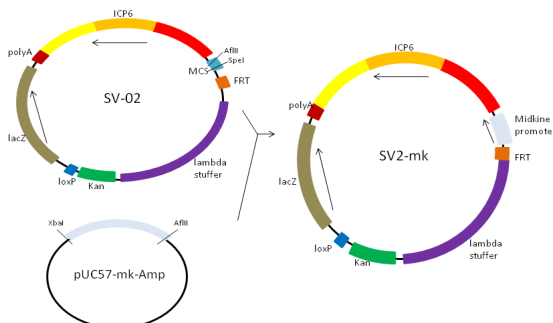 ICP6
AflII
SpeI
MCS
FRT
polyA
SV-02
lacZ
loxP
Kan
lambda
stuffer
XbaI
AflII
pUC57-mk-Amp
ICP6
polyA
Midkine
promote
SV2-mk
FRT
lacZ
loxP
Kan
lambda
stuffer